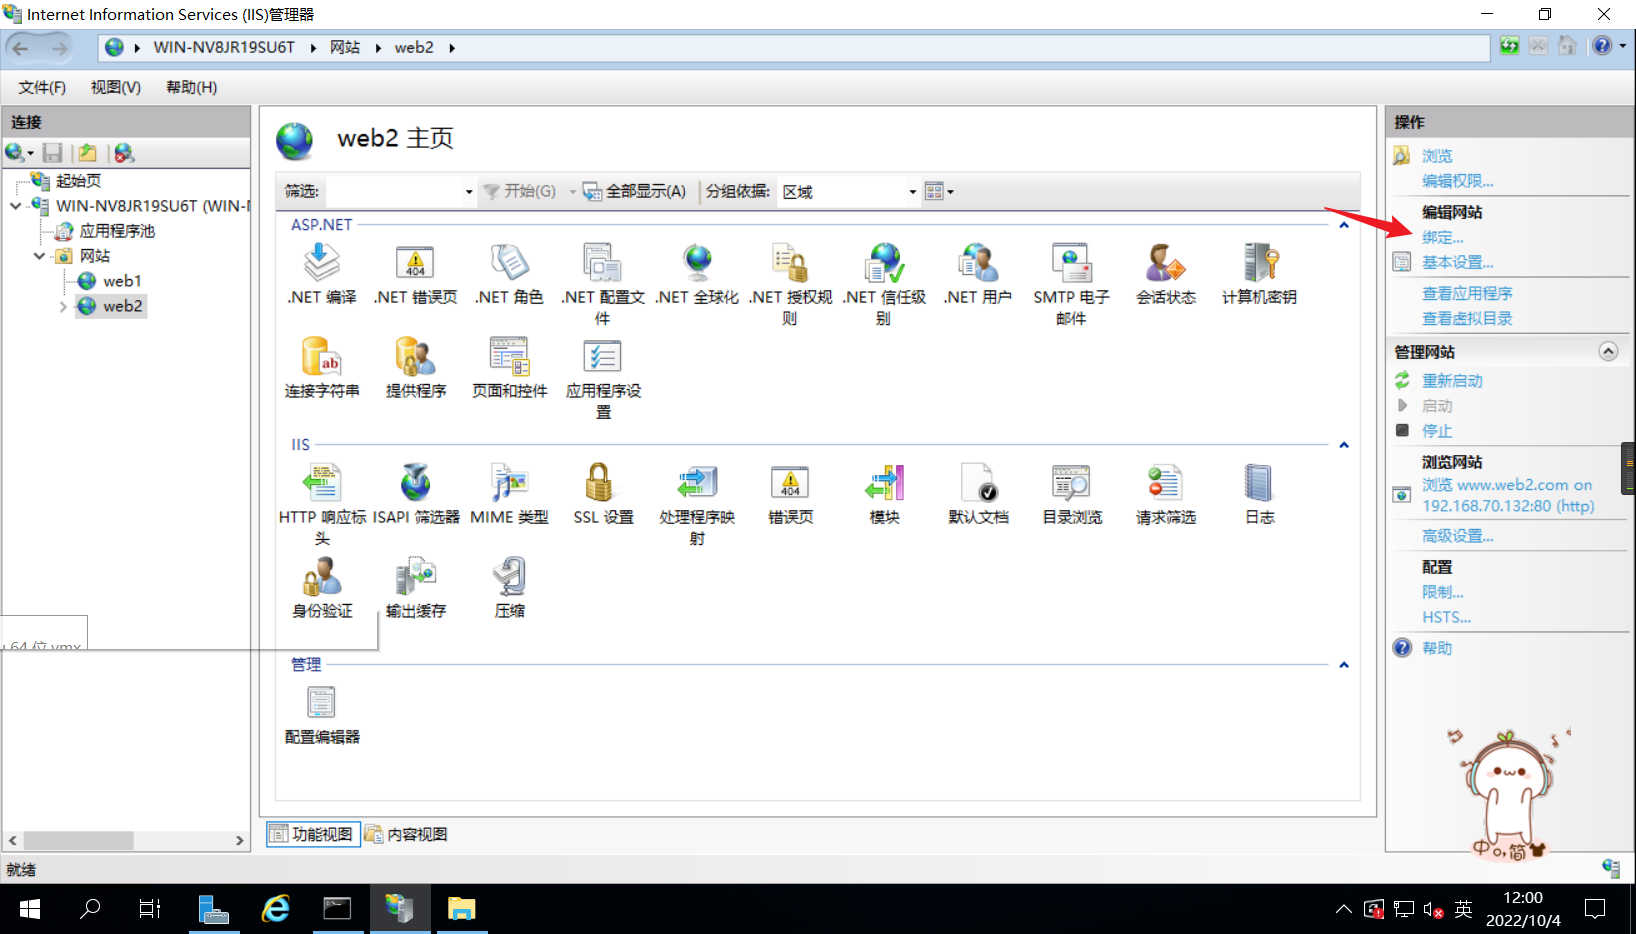 Internet Information Services (IIS)管理器
WIN-NV8JR19SU6T 网站 web2
文件(F) 视图(V) 帮助(H)
连接
起始页
WIN-NV8JR19SU6T (WIN-N
应用程序池
网站
web1
web2
64 位.vmx
web2 主页
筛选: 开始(G) 全部显示(A) 分组依据: 区域
ASP.NET
.NET 编译 .NET 错误页 .NET 角色 .NET 配置文 .NET 全球化 .NET 授权规 .NET 信任级 .NET 用户 SMTP 电子 会话状态 计算机密钥
件 则 别 邮件
连接字符串 提供程序 页面和控件 应用程序设
置
IIS
HTTP 响应标 ISAPI 筛选器 MIME 类型 SSL 设置 处理程序映 错误页 模块 默认文档 目录浏览 请求筛选 日志
头 射
身份验证 输出缓存 压缩
管理
配置编辑器
功能视图 内容视图
操作
浏览
编辑权限...
编辑网站
绑定...
基本设置...
查看应用程序
查看虚拟目录
管理网站
重新启动
启动
停止
浏览网站
浏览 www.web2.com on
192.168.70.132:80 (http)
高级设置...
配置
限制...
HSTS...
帮助
中 简
就绪
英
12:00
2022/10/4